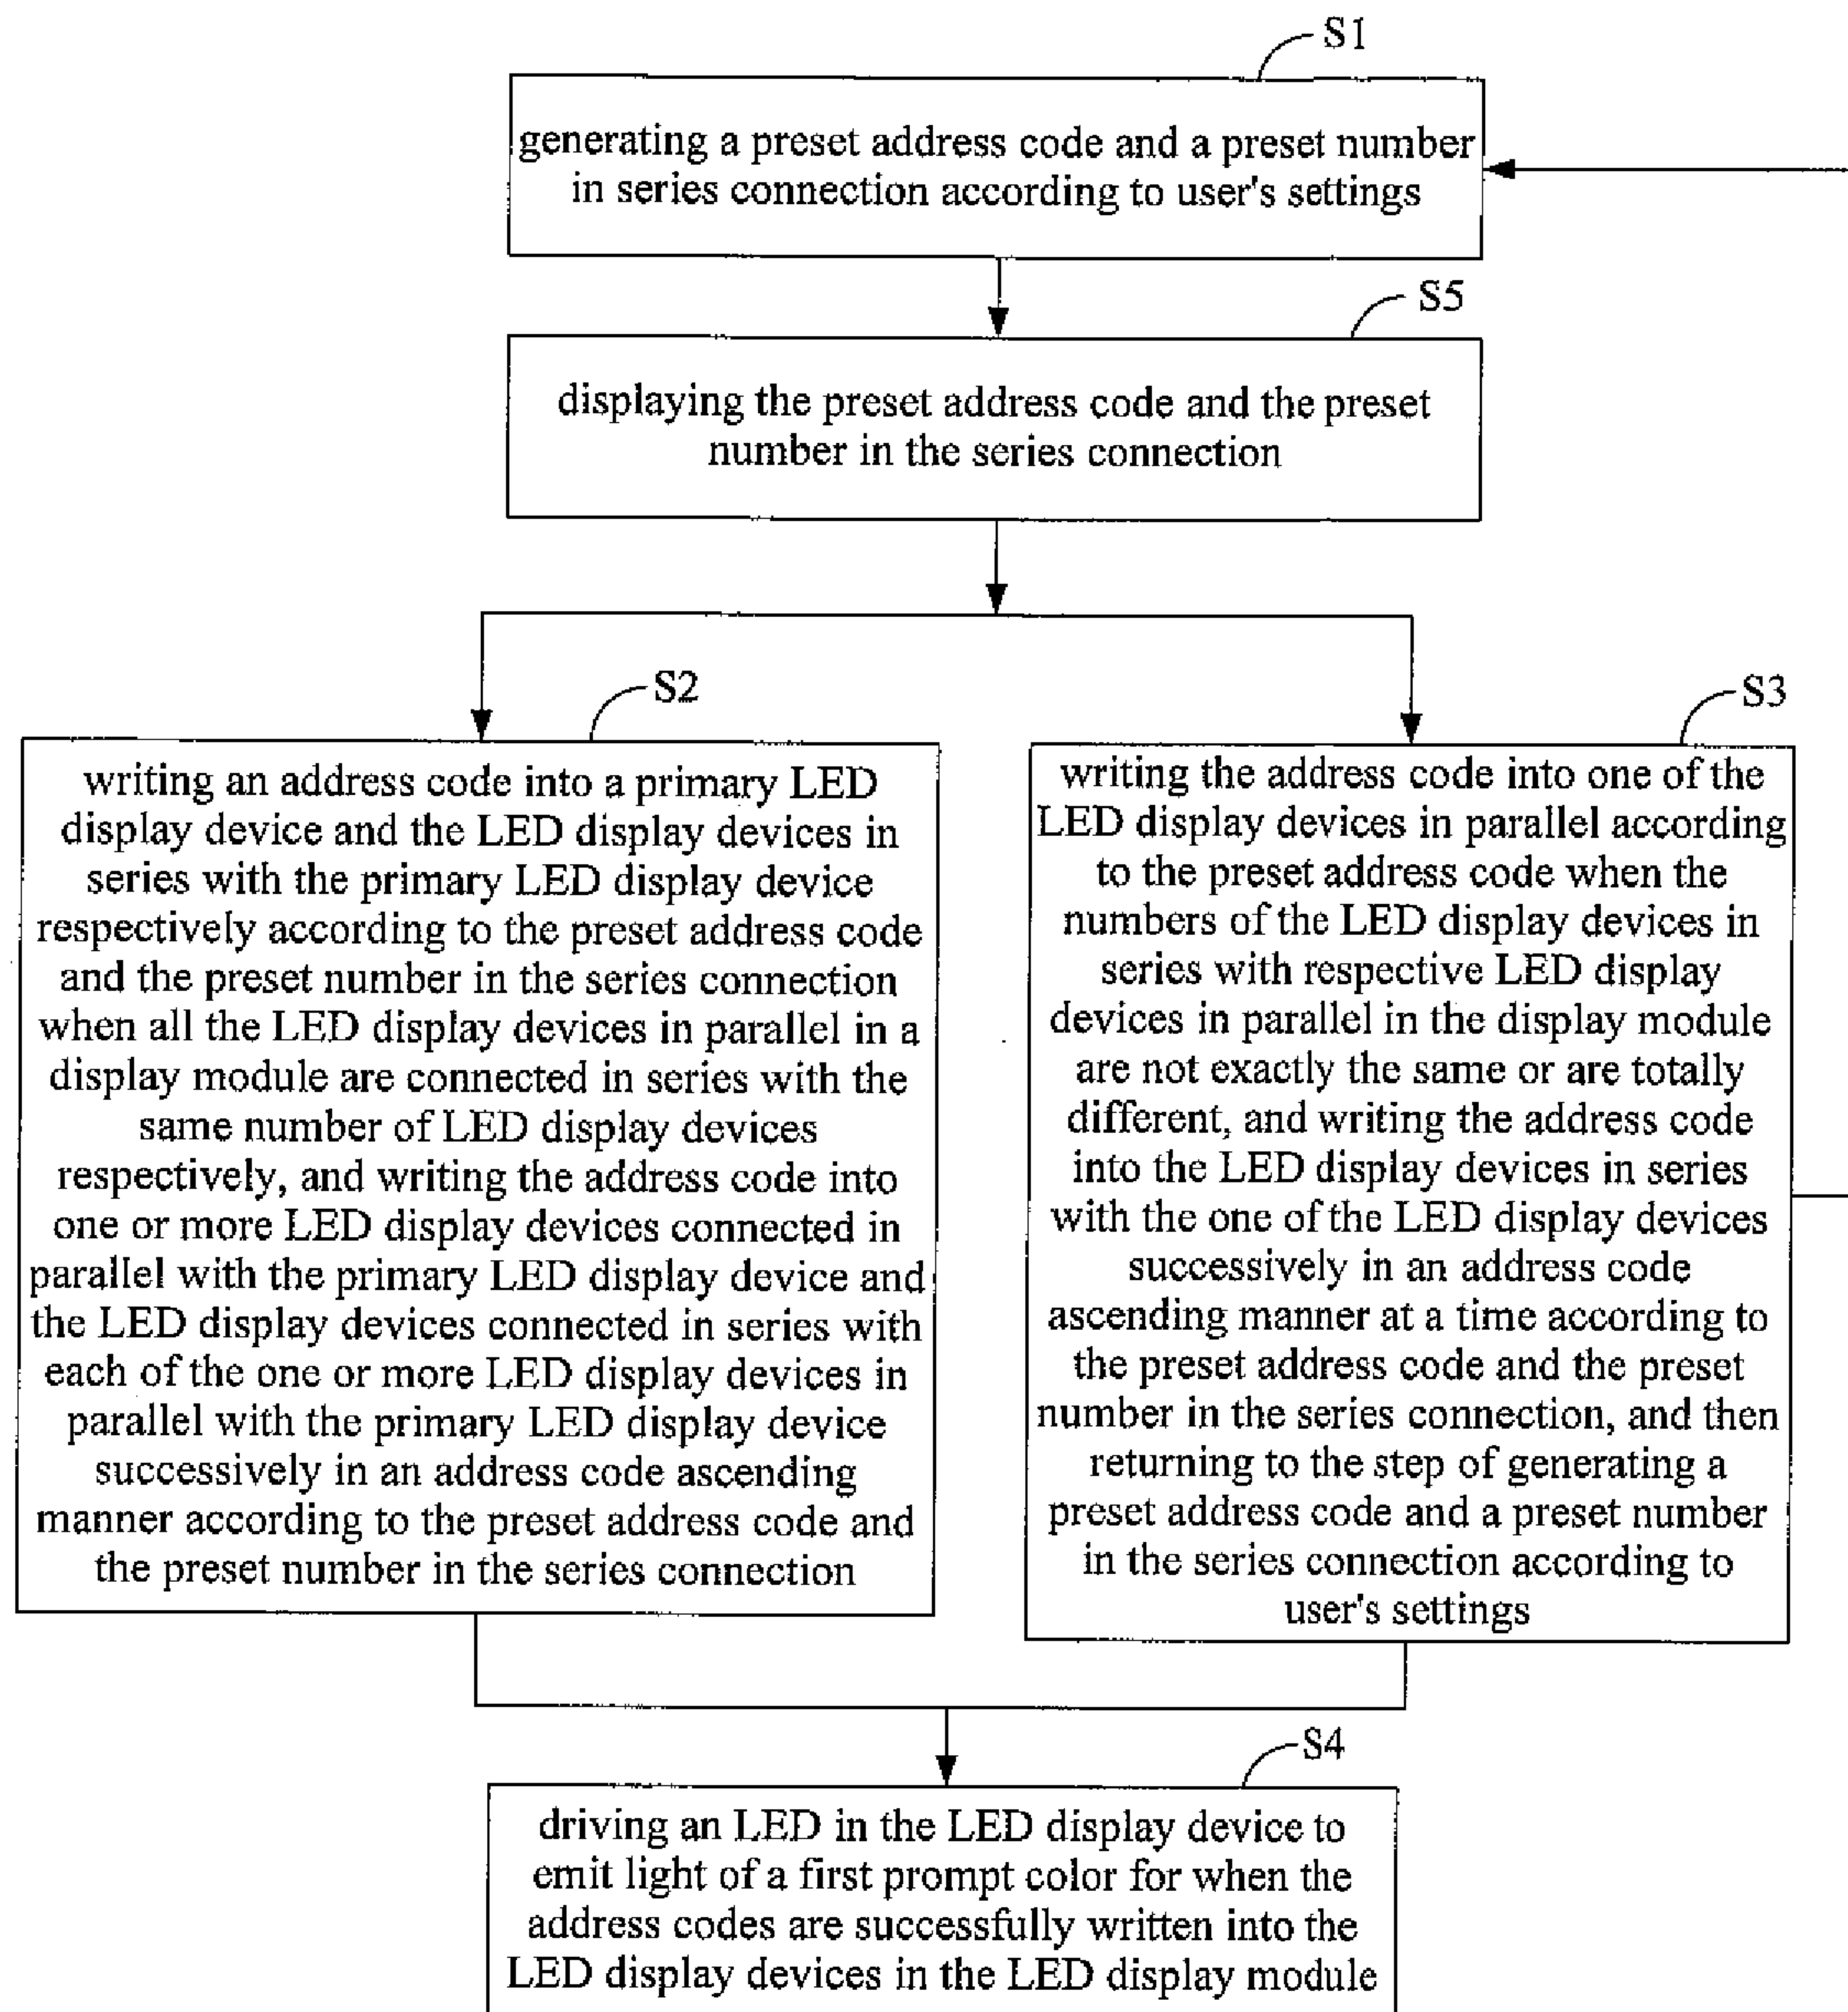 S1
generating a preset address code and a preset number
in series connection according to user's settings
S5
displaying the preset address code and the preset
number in the series connection
S2
writing an address code into a primary LED
display device and the LED display devices in
series with the primary LED display device
respectively according to the preset address code
and the preset number in the series connection
when all the LED display devices in parallel in a
display module are connected in series with the
same number of LED display devices
respectively, and writing the address code into
one or more LED display devices connected in
parallel with the primary LED display device and
the LED display devices connected in series with
each of the one or more LED display devices in
parallel with the primary LED display device
successively in an address code ascending
manner according to the preset address code and
the preset number in the series connection
S3
writing the address code into one of the
LED display devices in parallel according
to the preset address code when the
numbers of the LED display devices in
series with respective LED display
devices in parallel in the display module
are not exactly the same or are totally
different, and writing the address code
into the LED display devices in series
with the one of the LED display devices
successively in an address code
ascending manner at a time according to
the preset address code and the preset
number in the series connection, and then
returning to the step of generating a
preset address code and a preset number
in the series connection according to
user's settings
S4
driving an LED in the LED display device to
emit light of a first prompt color for when the
address codes are successfully written into the
LED display devices in the LED display module